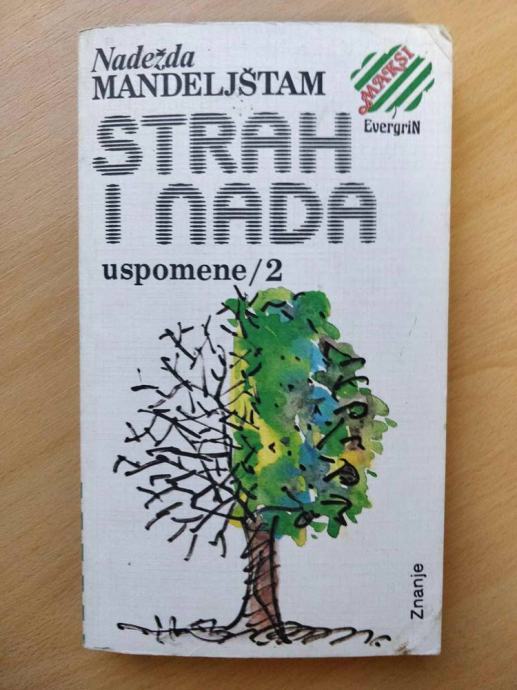 Nadežda
MANDELJŠTAM
MAKSI
EvergriN
STRAH
I NADA
uspomene/2
Znanje